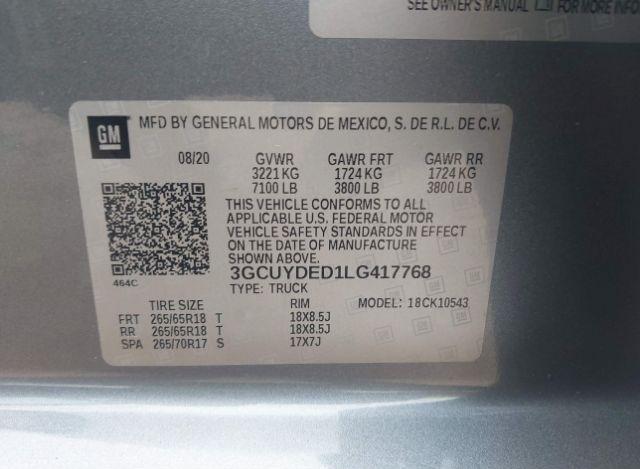 SEE OWNER'S MANUAL FOR MORE INFO
GM
MFD BY GENERAL MOTORS DE MEXICO, S. DE R.L. DE C.V.
08/20 GVWR GAWR FRT GAWR RR
3221 KG 1724 KG 1724 KG
7100 LB 3800 LB 3800 LB
THIS VEHICLE CONFORMS TO ALL
APPLICABLE U.S. FEDERAL MOTOR
VEHICLE SAFETY STANDARDS IN EFFECT
ON THE DATE OF MANUFACTURE
SHOWN ABOVE.
464C
3GCUYDED1LG417768
TYPE: TRUCK
TIRE SIZE RIM MODEL: 18CK10543
FRT 265/65R18 T 18X8.5J
RR 265/65R18 T 18X8.5J
SPA 265/70R17 S 17X7J